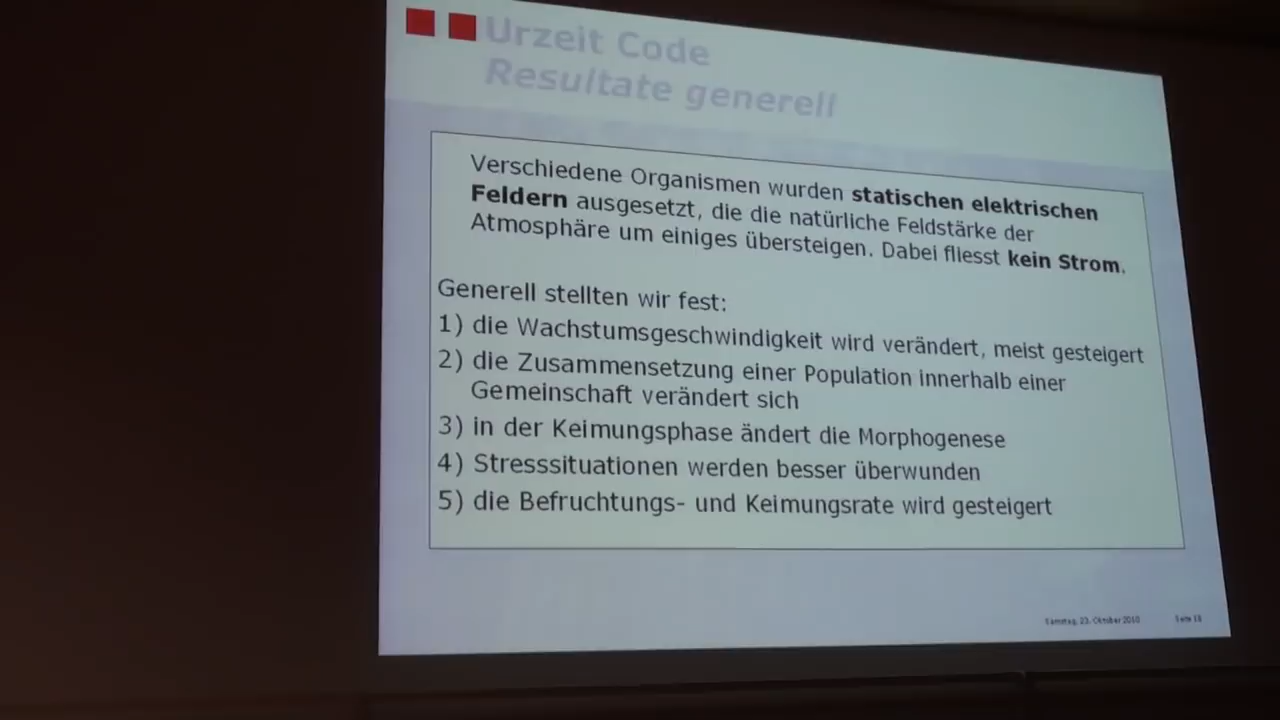 Urzeit Code
Resultate generell
Verschiedene Organismen wurden statischen elektrischen
Feldern ausgesetzt, die die natürliche Feldstärke der
Atmosphäre um einiges übersteigen. Dabei fliesst kein Strom.
Generell stellten wir fest:
1) die Wachstumsgeschwindigkeit wird verändert, meist gesteigert
2) die Zusammensetzung einer Population innerhalb einer
Gemeinschaft verändert sich
3) in der Keimungsphase ändert die Morphogenese
4) Stresssituationen werden besser überwunden
5) die Befruchtungs- und Keimungsrate wird gesteigert
Samstag, 23. Oktober 2010 Seite 18